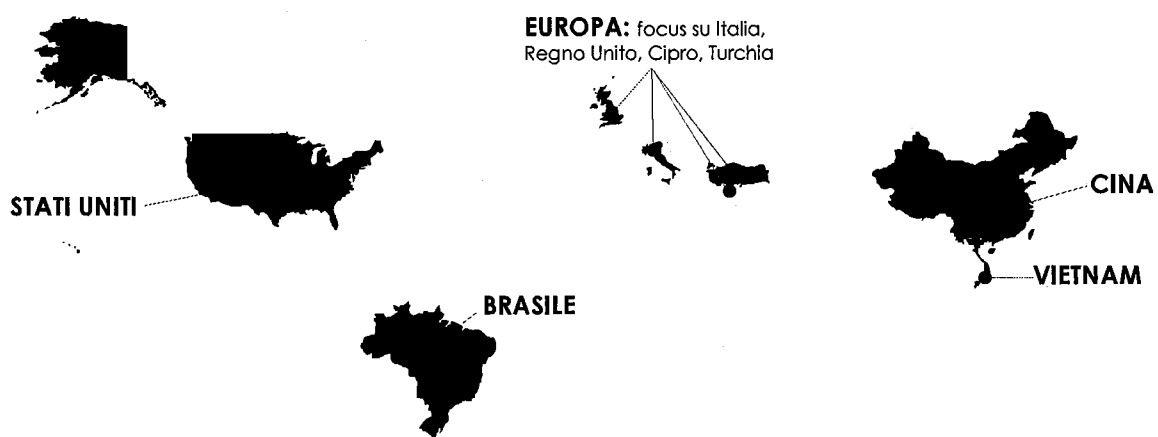 EUROPA: focus su Italia,
Regno Unito, Cipro, Turchia
STATI UNITI
CINA
VIETNAM
BRASILE